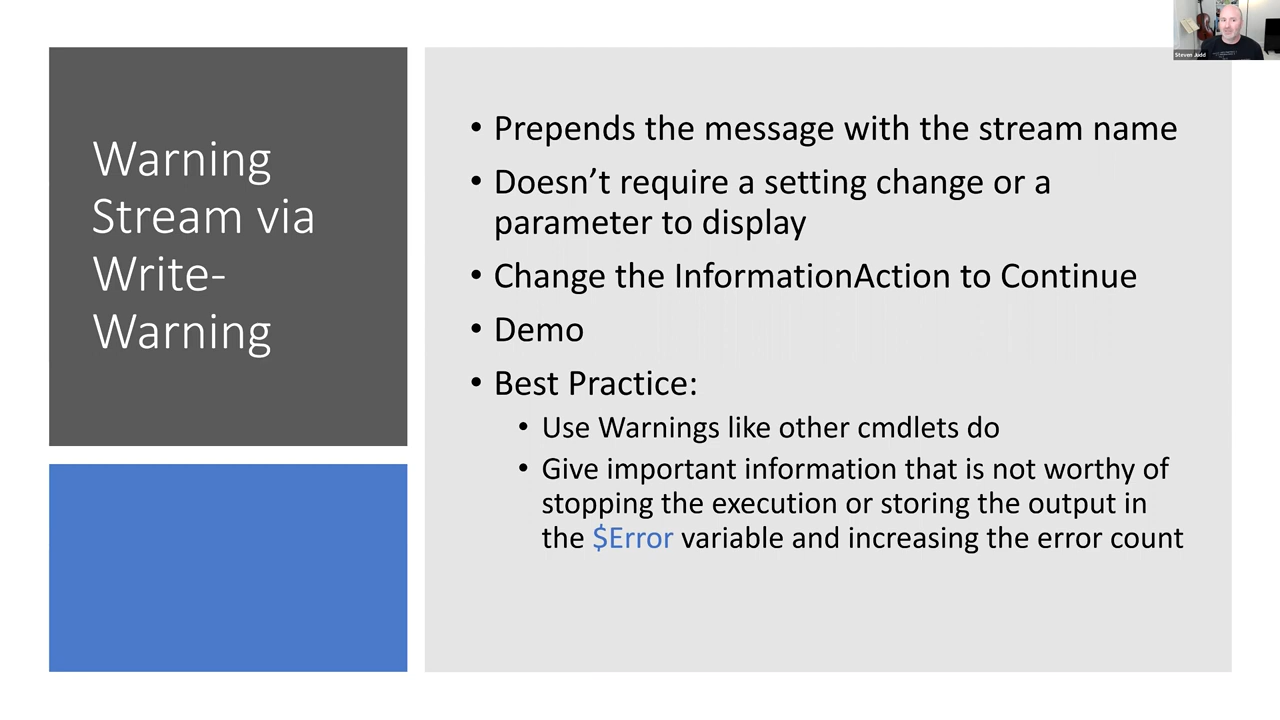 Steven Judd
Warning
Stream via
Write-
Warning
• Prepends the message with the stream name
• Doesn’t require a setting change or a
parameter to display
• Change the InformationAction to Continue
• Demo
• Best Practice:
• Use Warnings like other cmdlets do
• Give important information that is not worthy of
stopping the execution or storing the output in
the $Error variable and increasing the error count